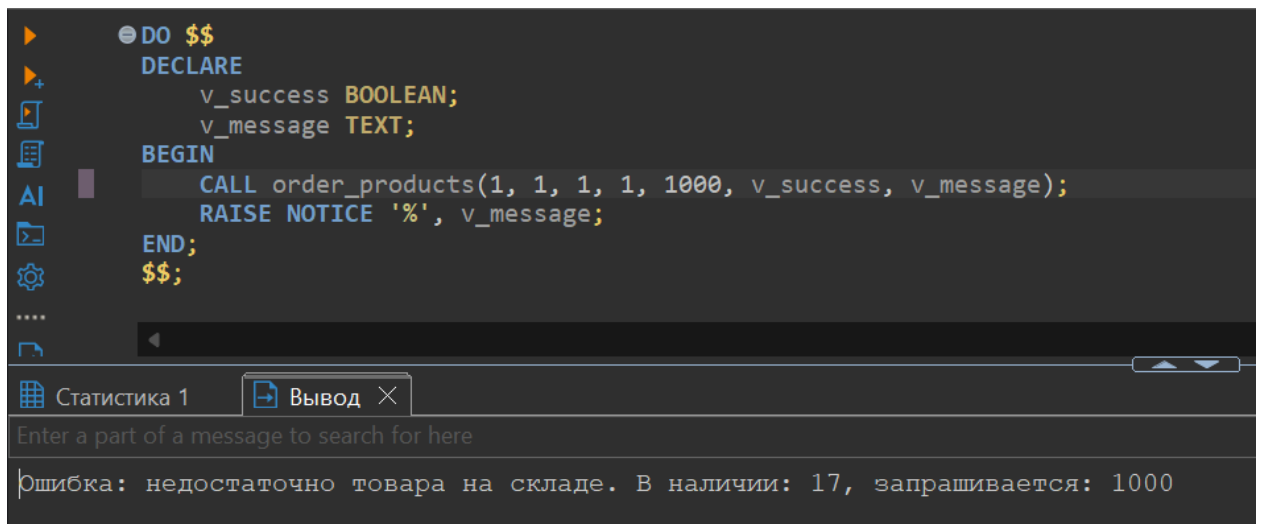 DO $$
DECLARE
v_success BOOLEAN;
v_message TEXT;
BEGIN
CALL order_products(1, 1, 1, 1, 1000, v_success, v_message);
RAISE NOTICE '%', v_message;
END;
$$;
AI
Статистика 1
Вывод
Enter a part of a message to search for here
Ошибка: недостаточно товара на складе. В наличии: 17, запрашивается: 1000